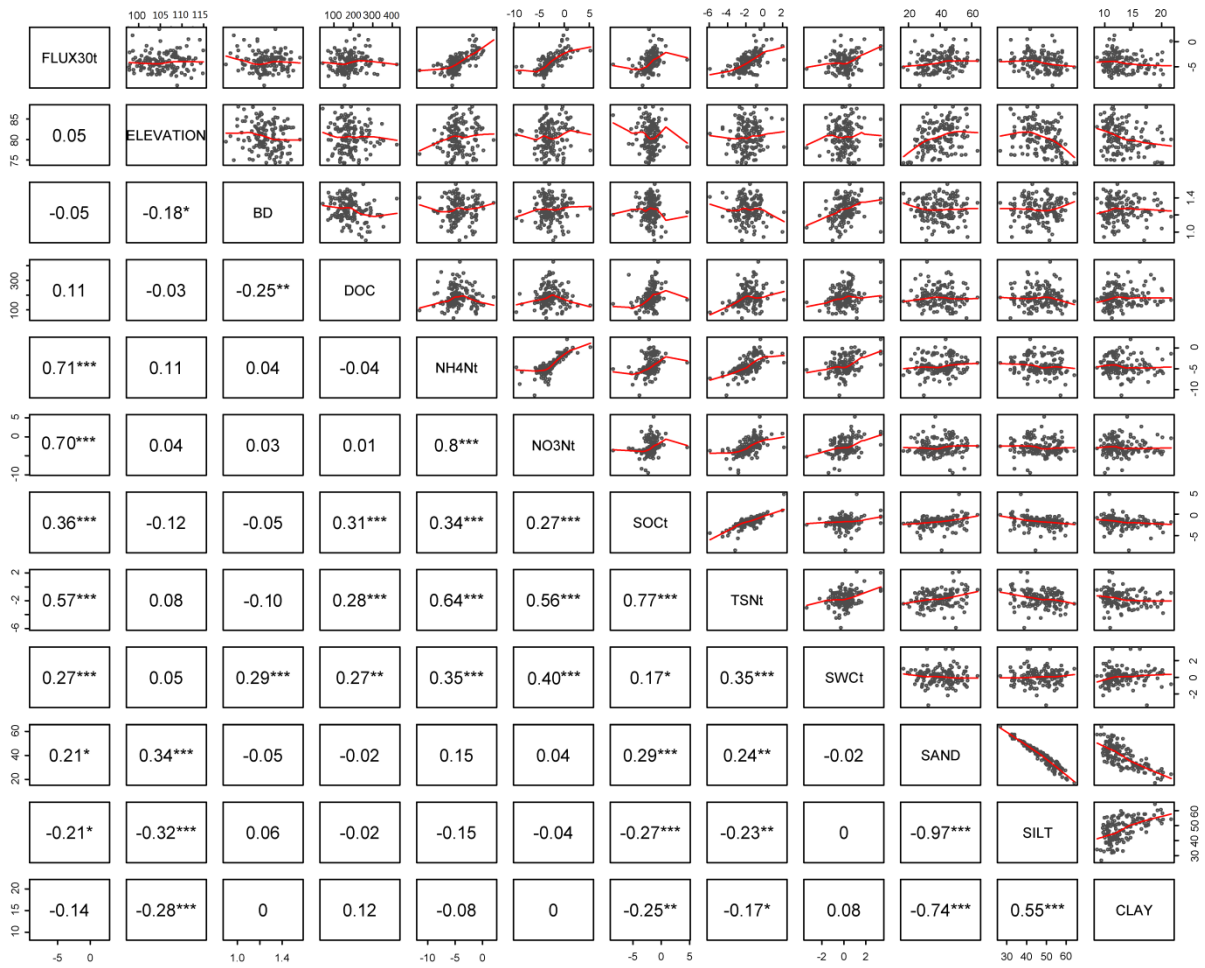 100 105 110 115 100 200 300 400 -10 -5 0 5 -6 -4 -2 0 2 20 40 60 10 15 20
FLUX30t -5 0
75 80 85 0.05 ELEVATION
-0.05 -0.18* BD 1.0 1.4
100 300 0.11 -0.03 -0.25** DOC
0.71*** 0.11 0.04 -0.04 NH4Nt -10 -5 0
-10 0 5 0.70*** 0.04 0.03 0.01 0.8*** NO3Nt
0.36*** -0.12 -0.05 0.31*** 0.34*** 0.27*** SOCt -5 0 5
-6 -2 2 0.57*** 0.08 -0.10 0.28*** 0.64*** 0.56*** 0.77*** TSNt
0.27*** 0.05 0.29*** 0.27** 0.35*** 0.40*** 0.17* 0.35*** SWCt -2 0 2
20 40 60 0.21* 0.34*** -0.05 -0.02 0.15 0.04 0.29*** 0.24** -0.02 SAND
-0.21* -0.32*** 0.06 -0.02 -0.15 -0.04 -0.27*** -0.23** 0 -0.97*** SILT 30 40 50 60
10 15 20 -0.14 -0.28*** 0 0.12 -0.08 0 -0.25** -0.17* 0.08 -0.74*** 0.55*** CLAY
-5 0 1.0 1.4 -10 -5 0 -5 0 5 -2 0 2 30 40 50 60